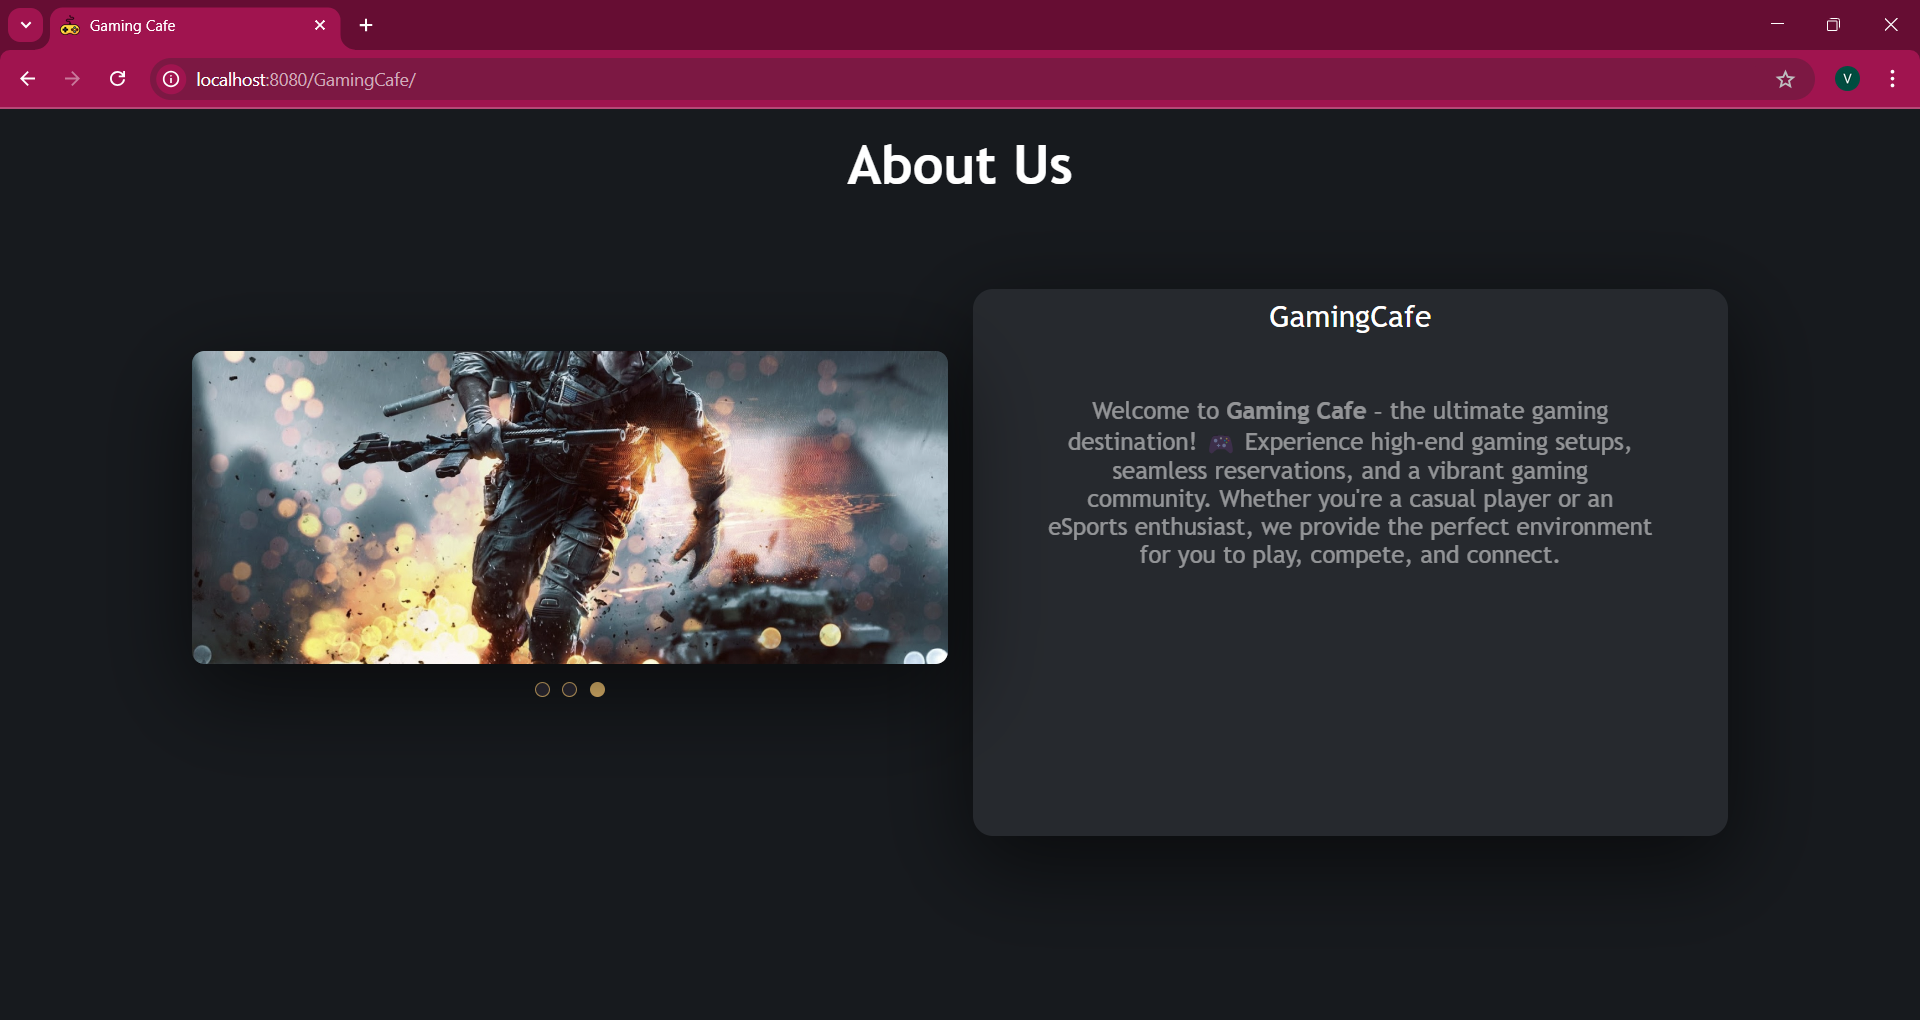 Gaming Cafe
localhost:8080/GamingCafe/
V
About Us
GamingCafe
Welcome to Gaming Cafe – the ultimate gaming
destination! 🎮 Experience high-end gaming setups,
seamless reservations, and a vibrant gaming
community. Whether you're a casual player or an
eSports enthusiast, we provide the perfect environment
for you to play, compete, and connect.